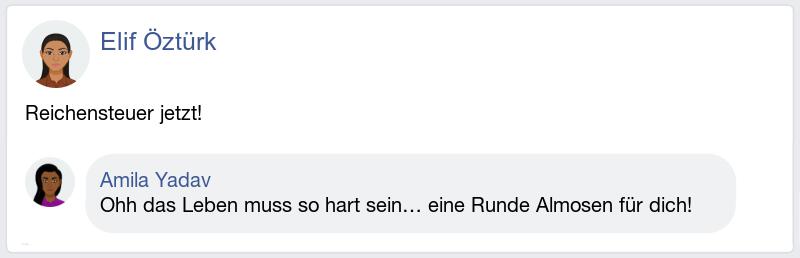 Elif Öztürk
Reichensteuer jetzt!
Amila Yadav
Ohh das Leben muss so hart sein… eine Runde Almosen für dich!